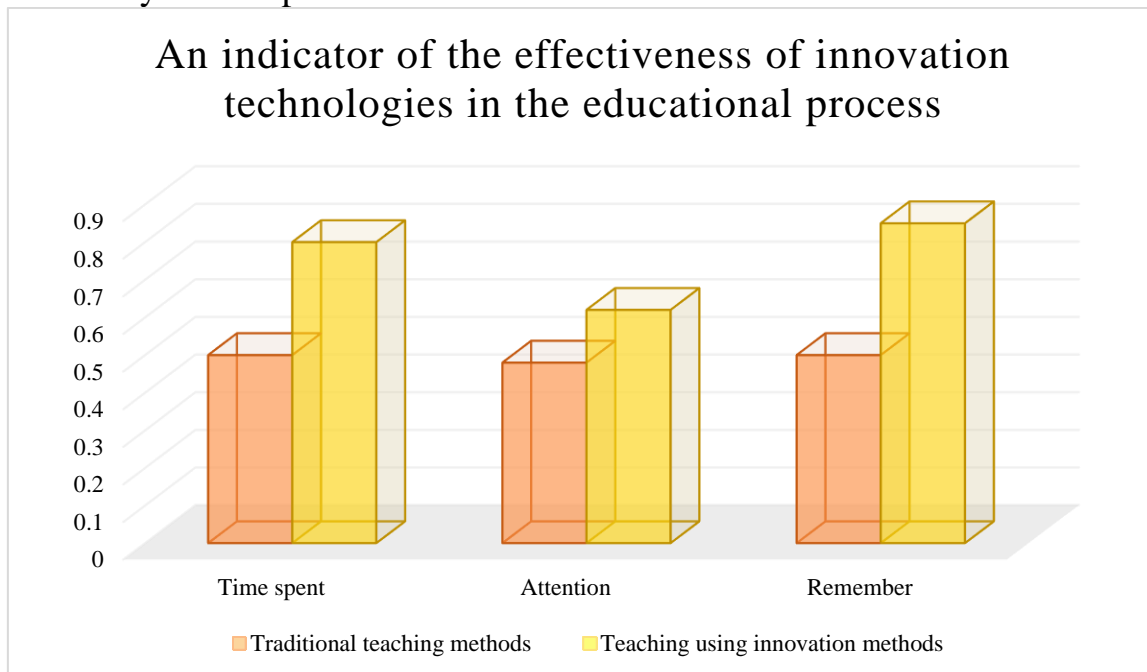 An indicator of the effectiveness of innovation
technologies in the educational process
0.9
0.8
0.7
0.6
0.5
0.4
0.3
0.2
0.1
0
Time spent
Attention
Remember
Traditional teaching methods
Teaching using innovation methods